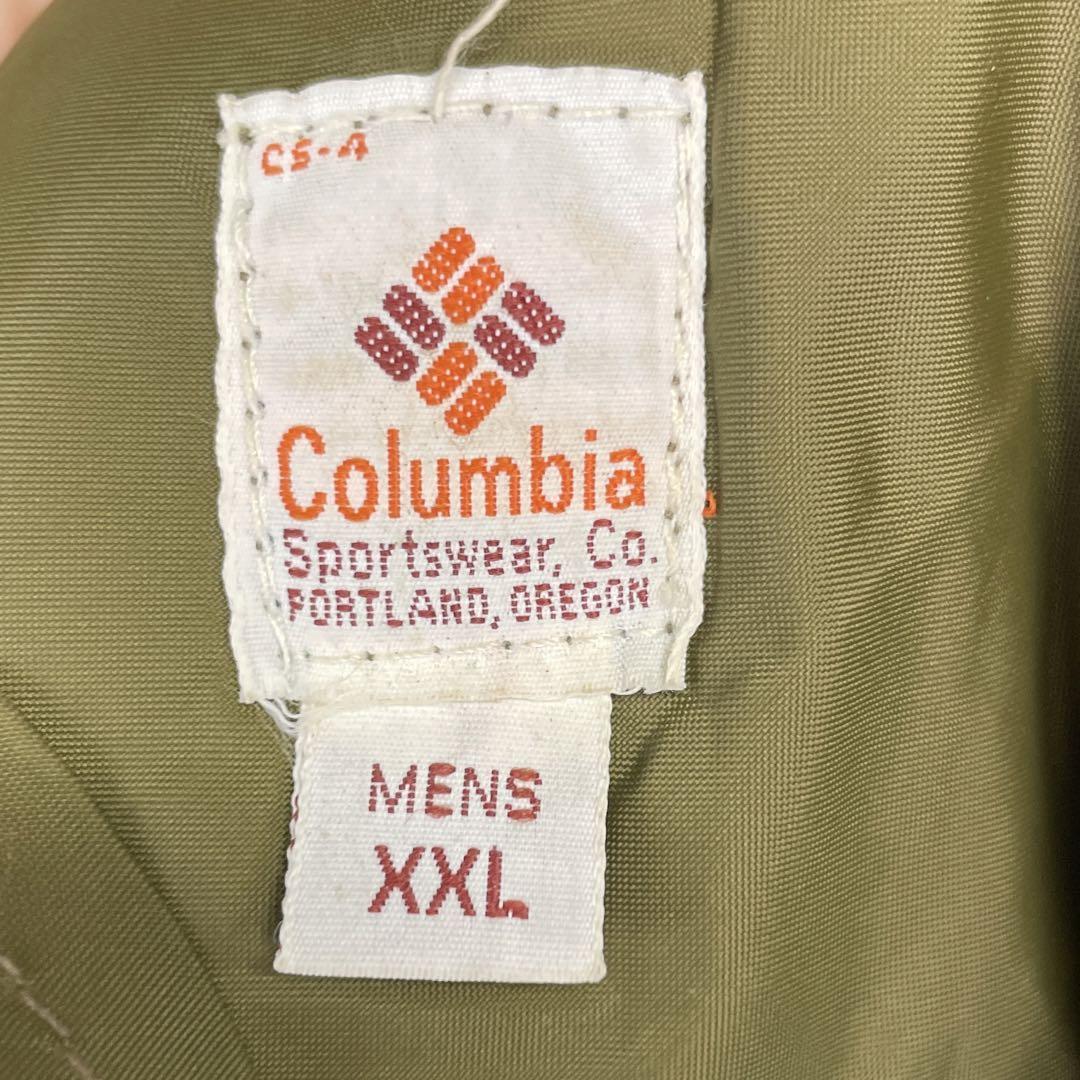 CS-4
Columbia
Sportswear, Co.
PORTLAND, OREGON
MENS
XXL